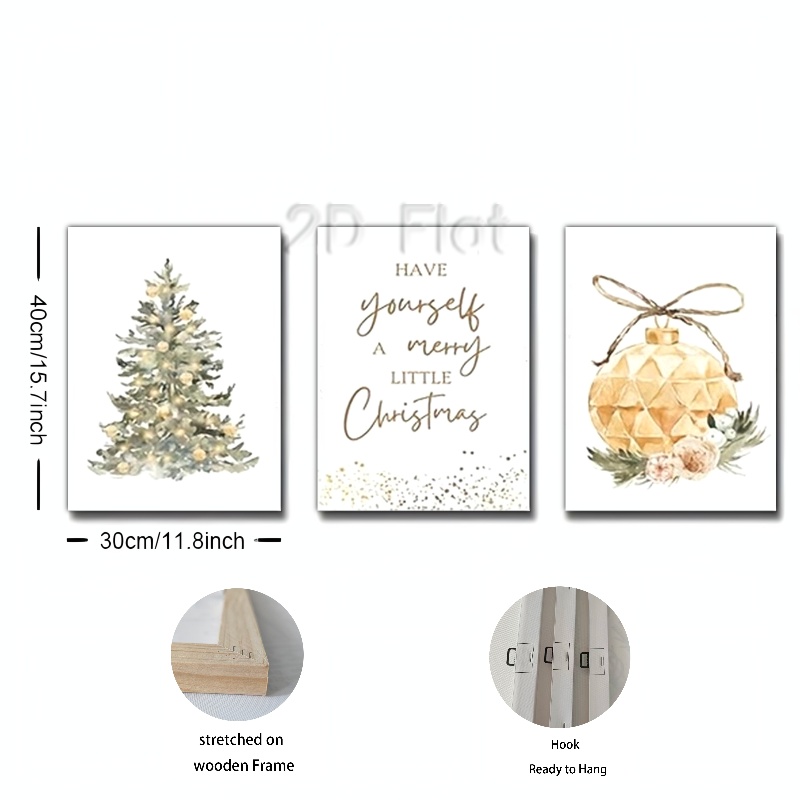 2D Flat
HAVE
yourself
A merry
LITTLE
Christmas
40cm/15.7inch
30cm/11.8inch
stretched on
wooden Frame
Hook
Ready to Hang